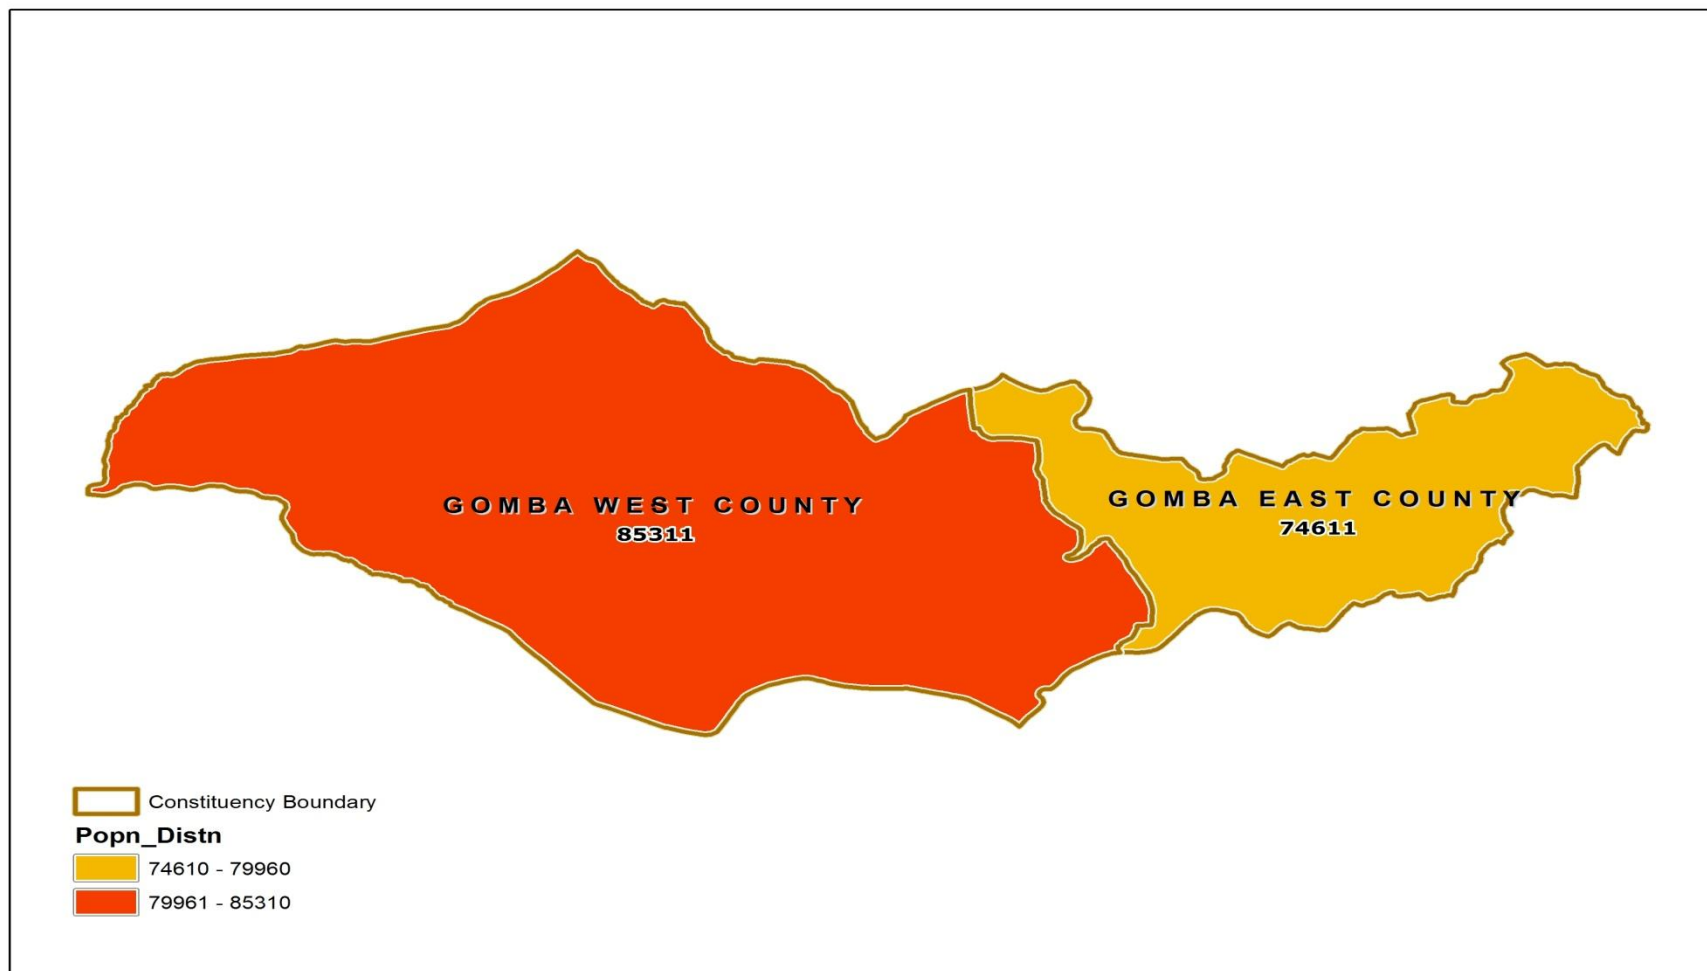 GOMBA WEST COUNTY
85311
GOMBA EAST COUNTY
74611
Constituency Boundary
Popn_Distn
74610 - 79960
79961 - 85310